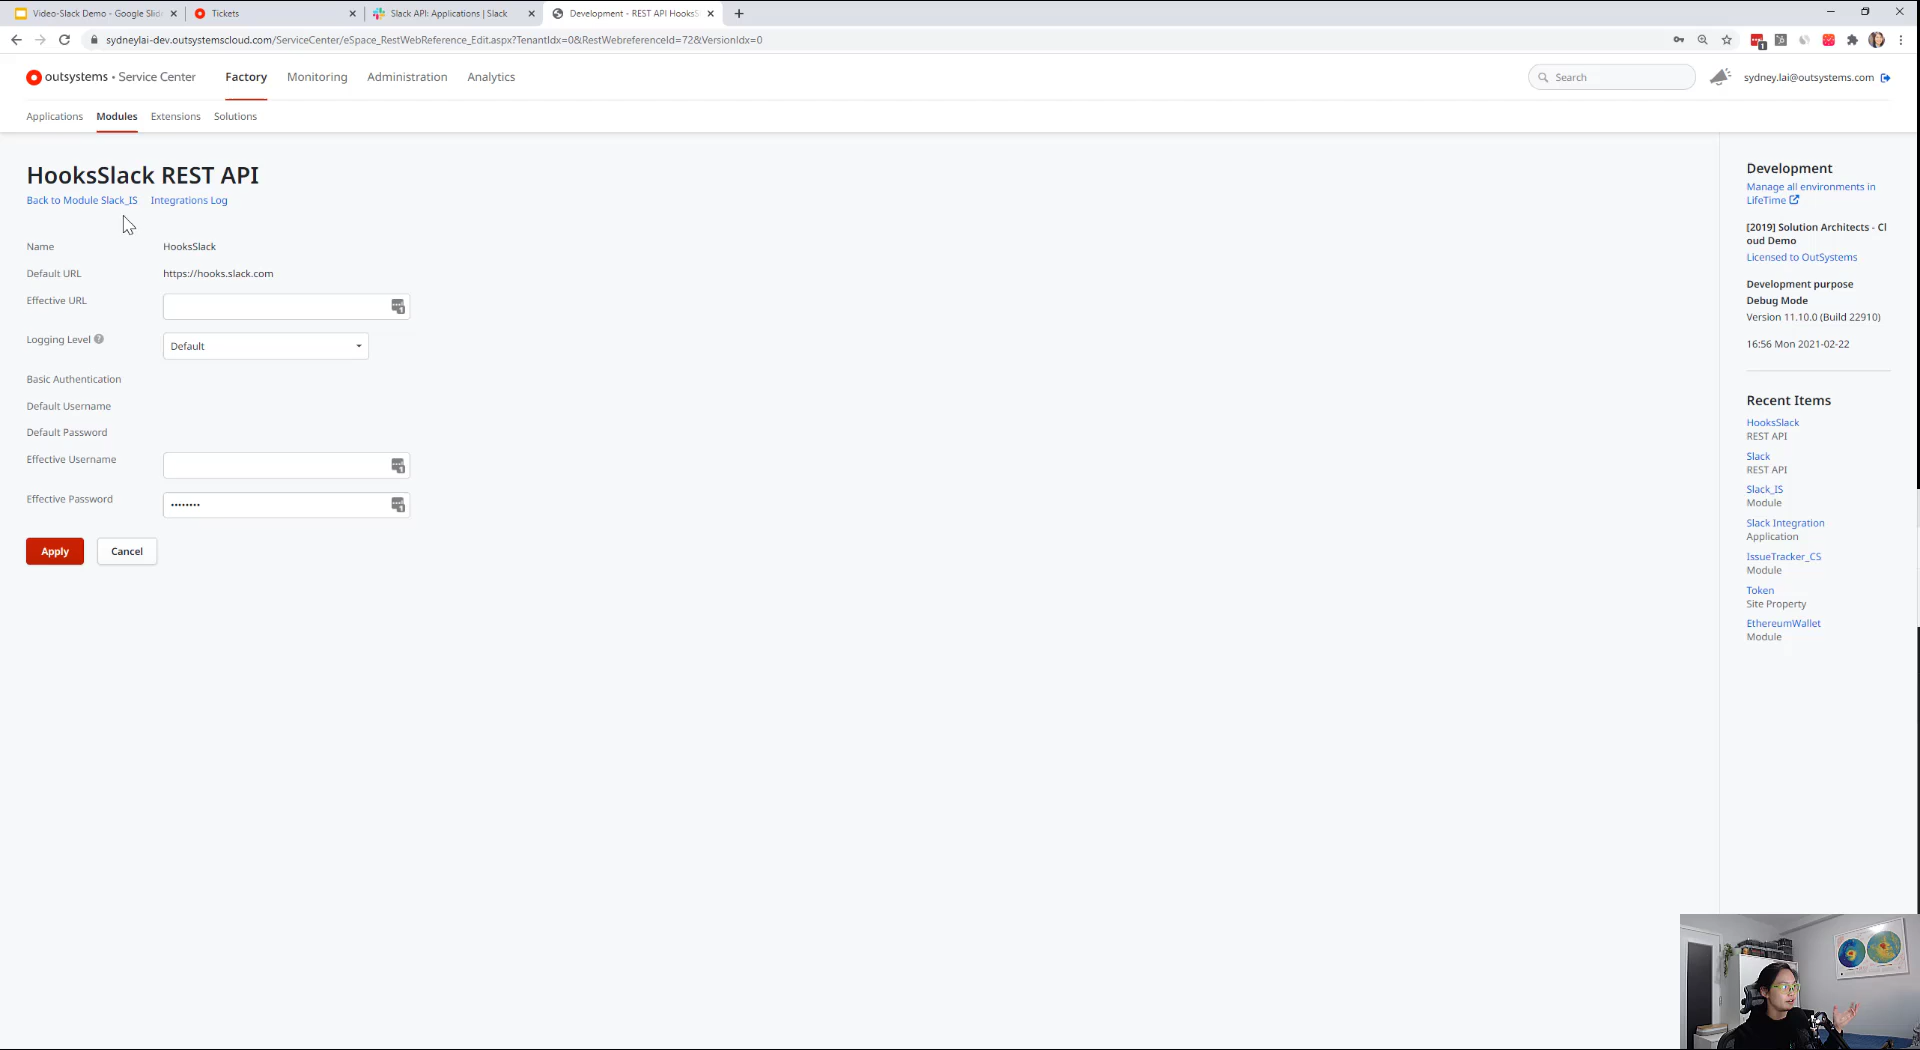 Video-Slack Demo - Google Slid
Tickets
Slack API: Applications | Slack
Development - REST API HooksS
sydneylai-dev.outsystemscloud.com/ServiceCenter/eSpace_RestWebReference_Edit.aspx?TenantIdx=0&RestWebreferenceId=72&VersionIdx=0
outsystems • Service Center
Factory
Monitoring
Administration
Analytics
Search
sydney.lai@outsystems.com
Applications
Modules
Extensions
Solutions
HooksSlack REST API
Back to Module Slack_IS
Integrations Log
Name
HooksSlack
Default URL
https://hooks.slack.com
Effective URL
Logging Level
Default
Basic Authentication
Default Username
Default Password
Effective Username
Effective Password
••••••••
Apply
Cancel
Development
Manage all environments in
LifeTime
[2019] Solution Architects - Cl
oud Demo
Licensed to OutSystems
Development purpose
Debug Mode
Version 11.10.0 (Build 22910)
16:56 Mon 2021-02-22
Recent Items
HooksSlack
REST API
Slack
REST API
Slack_IS
Module
Slack Integration
Application
IssueTracker_CS
Module
Token
Site Property
EthereumWallet
Module